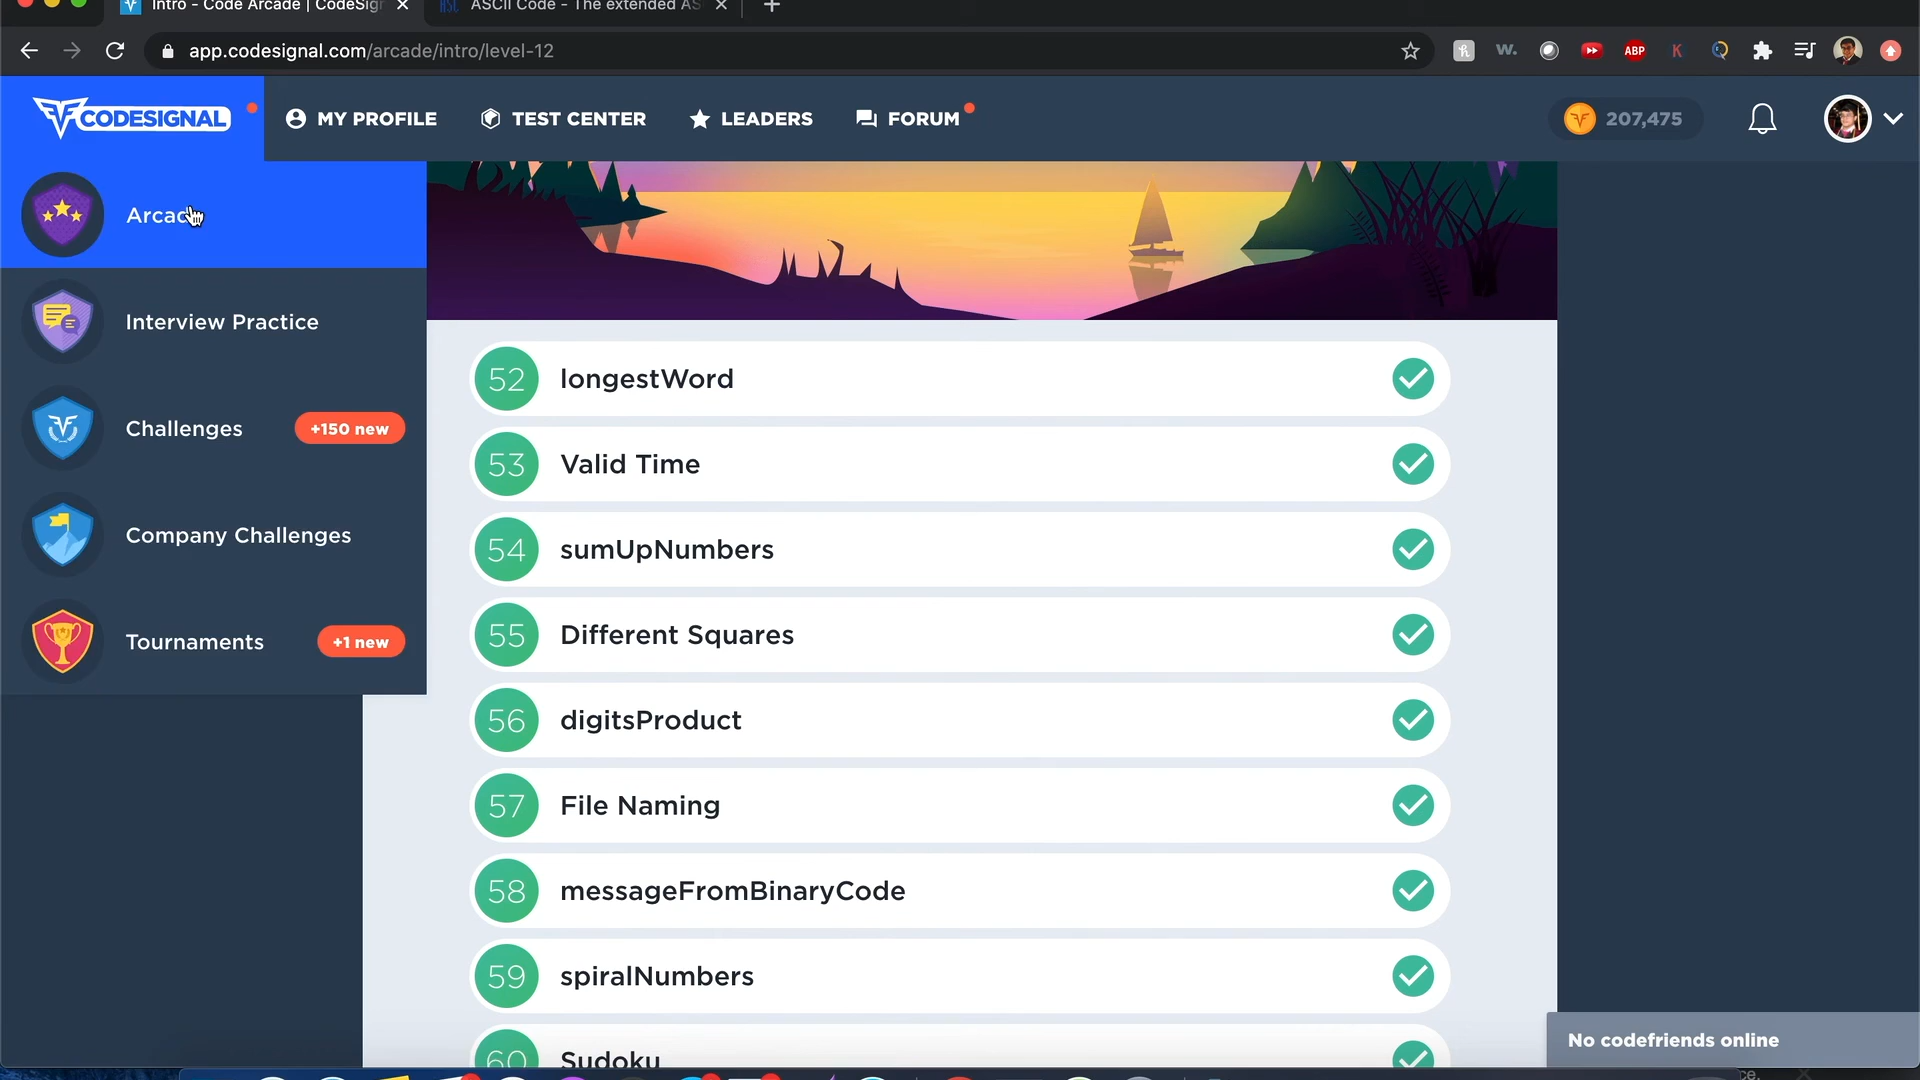 Intro - Code Arcade | CodeSign
ASCII Code - The extended AS
app.codesignal.com/arcade/intro/level-12
w.
ABP
K
CODESIGNAL
MY PROFILE
TEST CENTER
LEADERS
FORUM
207,475
Arcade
Interview Practice
Challenges
+150 new
Company Challenges
Tournaments
+1 new
52 longestWord
53 Valid Time
54 sumUpNumbers
55 Different Squares
56 digitsProduct
57 File Naming
58 messageFromBinaryCode
59 spiralNumbers
60 Sudoku
No codefriends online